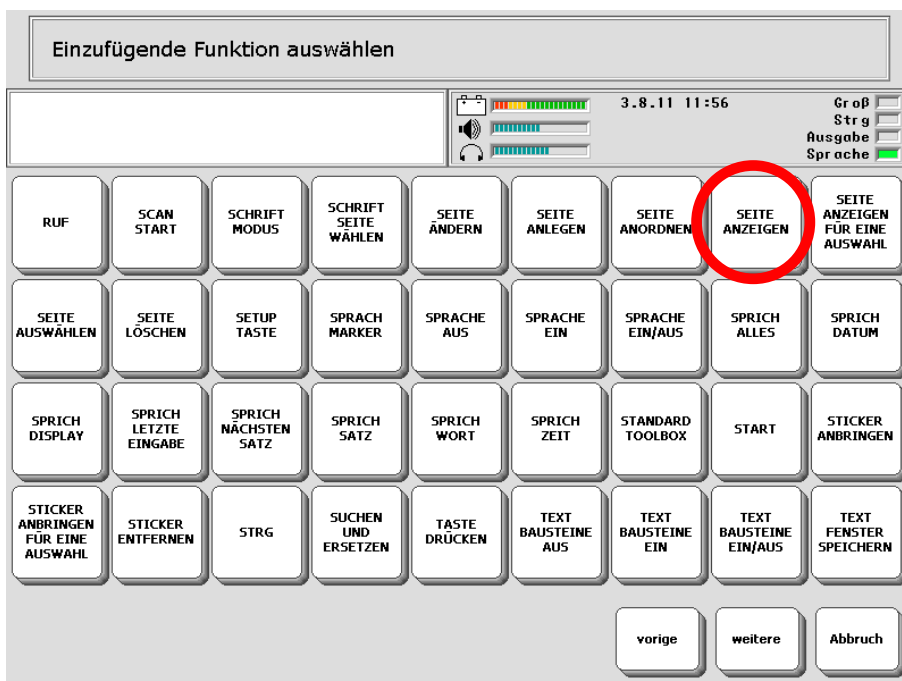 Einzufügende Funktion auswählen
3.8.11 11:56
Groß
Strg
Ausgabe
Sprache
RUF
SCAN
START
SCHRIFT
MODUS
SCHRIFT
SEITE
WÄHLEN
SEITE
ÄNDERN
SEITE
ANLEGEN
SEITE
ANORDNEN
SEITE
ANZEIGEN
SEITE
ANZEIGEN
FÜR EINE
AUSWAHL
SEITE
AUSWÄHLEN
SEITE
LÖSCHEN
SETUP
TASTE
SPRACH
MARKER
SPRACHE
AUS
SPRACHE
EIN
SPRACHE
EIN/AUS
SPRICH
ALLES
SPRICH
DATUM
SPRICH
DISPLAY
SPRICH
LETZTE
EINGABE
SPRICH
NÄCHSTEN
SATZ
SPRICH
SATZ
SPRICH
WORT
SPRICH
ZEIT
STANDARD
TOOLBOX
START
STICKER
ANBRINGEN
STICKER
ANBRINGEN
FÜR EINE
AUSWAHL
STICKER
ENTFERNEN
STRG
SUCHEN
UND
ERSETZEN
TASTE
DRÜCKEN
TEXT
BAUSTEINE
AUS
TEXT
BAUSTEINE
EIN
TEXT
BAUSTEINE
EIN/AUS
TEXT
FENSTER
SPEICHERN
vorige
weitere
Abbruch